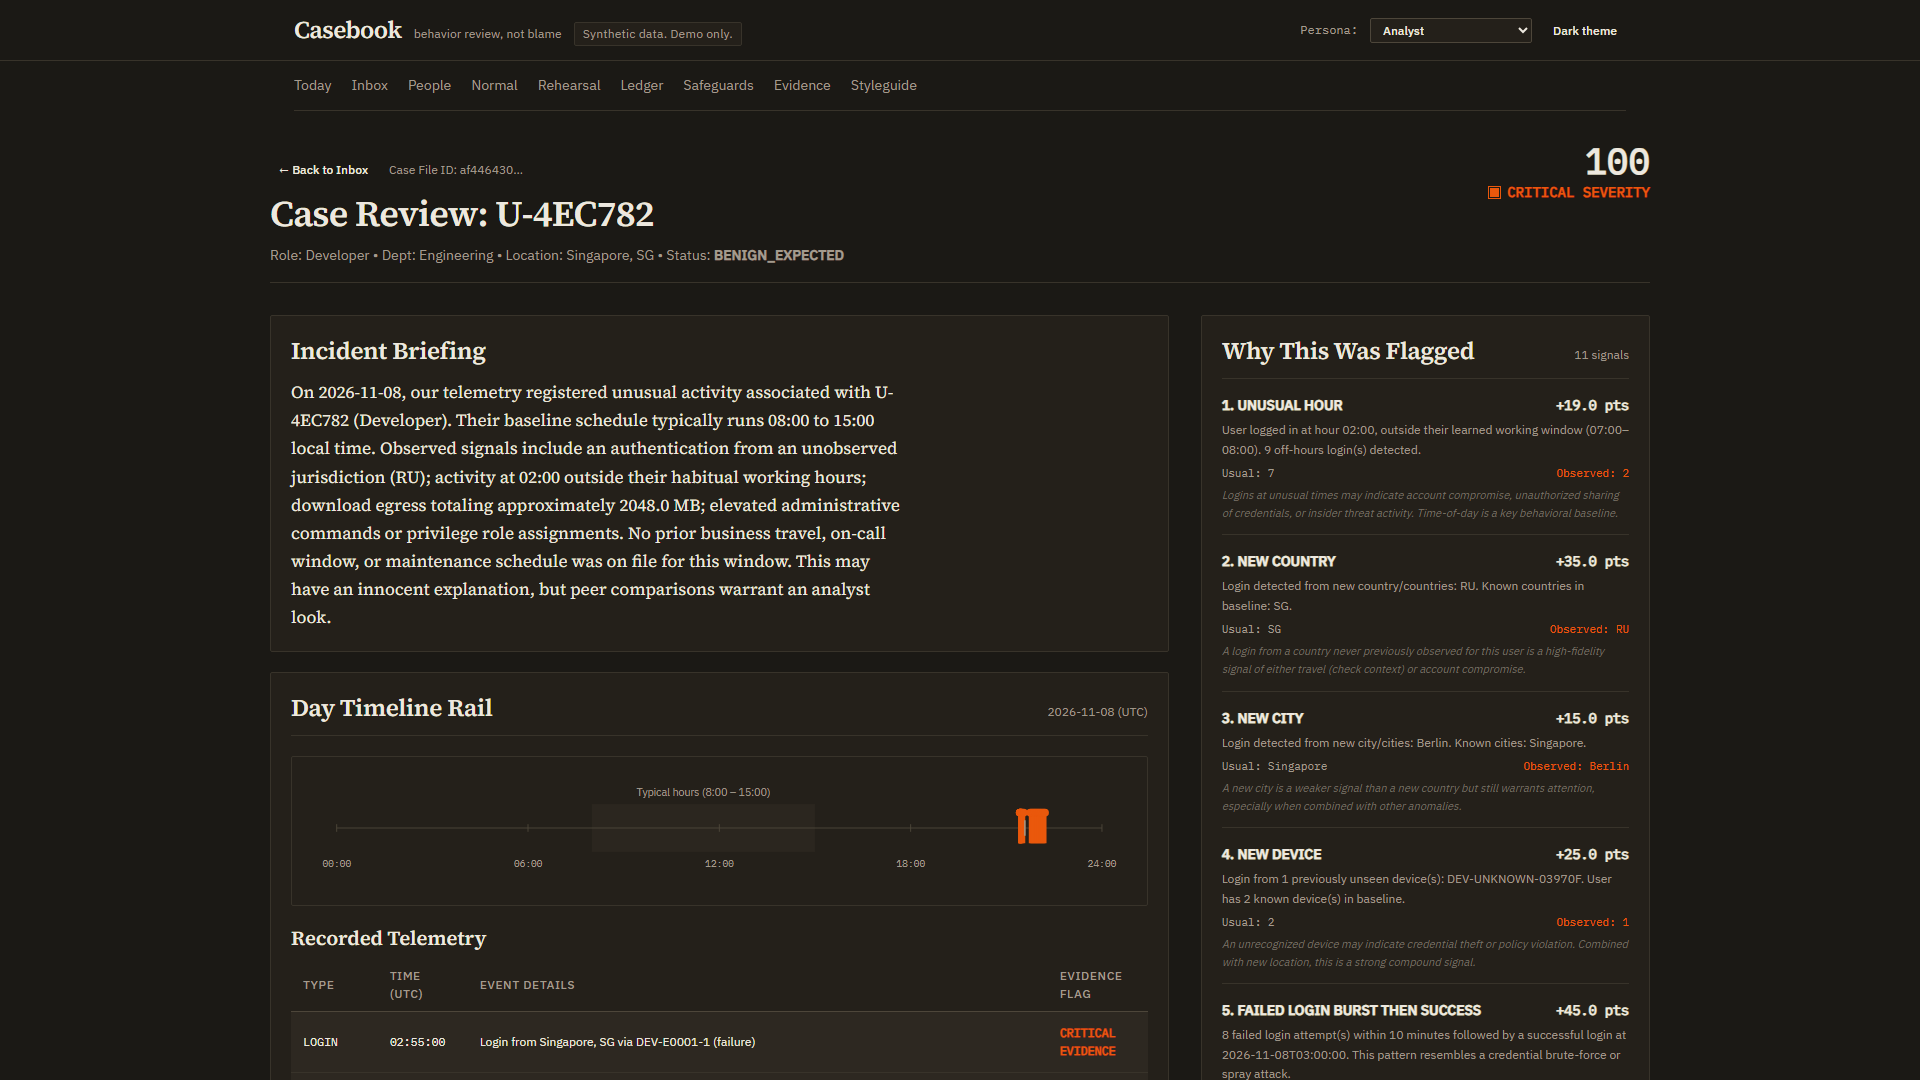 Casebook behavior review, not blame Synthetic data. Demo only. Persona: Analyst Dark theme
Today Inbox People Normal Rehearsal Ledger Safeguards Evidence Styleguide
← Back to Inbox Case File ID: af446430...
100
CRITICAL SEVERITY
Case Review: U-4EC782
Role: Developer • Dept: Engineering • Location: Singapore, SG • Status: BENIGN_EXPECTED
Incident Briefing
On 2026-11-08, our telemetry registered unusual activity associated with U-
4EC782 (Developer). Their baseline schedule typically runs 08:00 to 15:00
local time. Observed signals include an authentication from an unobserved
jurisdiction (RU); activity at 02:00 outside their habitual working hours;
download egress totaling approximately 2048.0 MB; elevated administrative
commands or privilege role assignments. No prior business travel, on-call
window, or maintenance schedule was on file for this window. This may
have an innocent explanation, but peer comparisons warrant an analyst
look.
Day Timeline Rail 2026-11-08 (UTC)
Typical hours (8:00 – 15:00)
00:00 06:00 12:00 18:00 24:00
Recorded Telemetry
TYPE TIME (UTC) EVENT DETAILS EVIDENCE FLAG
LOGIN 02:55:00 Login from Singapore, SG via DEV-E0001-1 (failure) CRITICAL EVIDENCE
Why This Was Flagged 11 signals
1. UNUSUAL HOUR +19.0 pts
User logged in at hour 02:00, outside their learned working window (07:00–
08:00). 9 off-hours login(s) detected.
Usual: 7 Observed: 2
Logins at unusual times may indicate account compromise, unauthorized sharing
of credentials, or insider threat activity. Time-of-day is a key behavioral baseline.
2. NEW COUNTRY +35.0 pts
Login detected from new country/countries: RU. Known countries in
baseline: SG.
Usual: SG Observed: RU
A login from a country never previously observed for this user is a high-fidelity
signal of either travel (check context) or account compromise.
3. NEW CITY +15.0 pts
Login detected from new city/cities: Berlin. Known cities: Singapore.
Usual: Singapore Observed: Berlin
A new city is a weaker signal than a new country but still warrants attention,
especially when combined with other anomalies.
4. NEW DEVICE +25.0 pts
Login from 1 previously unseen device(s): DEV-UNKNOWN-03970F. User
has 2 known device(s) in baseline.
Usual: 2 Observed: 1
An unrecognized device may indicate credential theft or policy violation. Combined
with new location, this is a strong compound signal.
5. FAILED LOGIN BURST THEN SUCCESS +45.0 pts
8 failed login attempt(s) within 10 minutes followed by a successful login at
2026-11-08T03:00:00. This pattern resembles a credential brute-force or
spray attack.